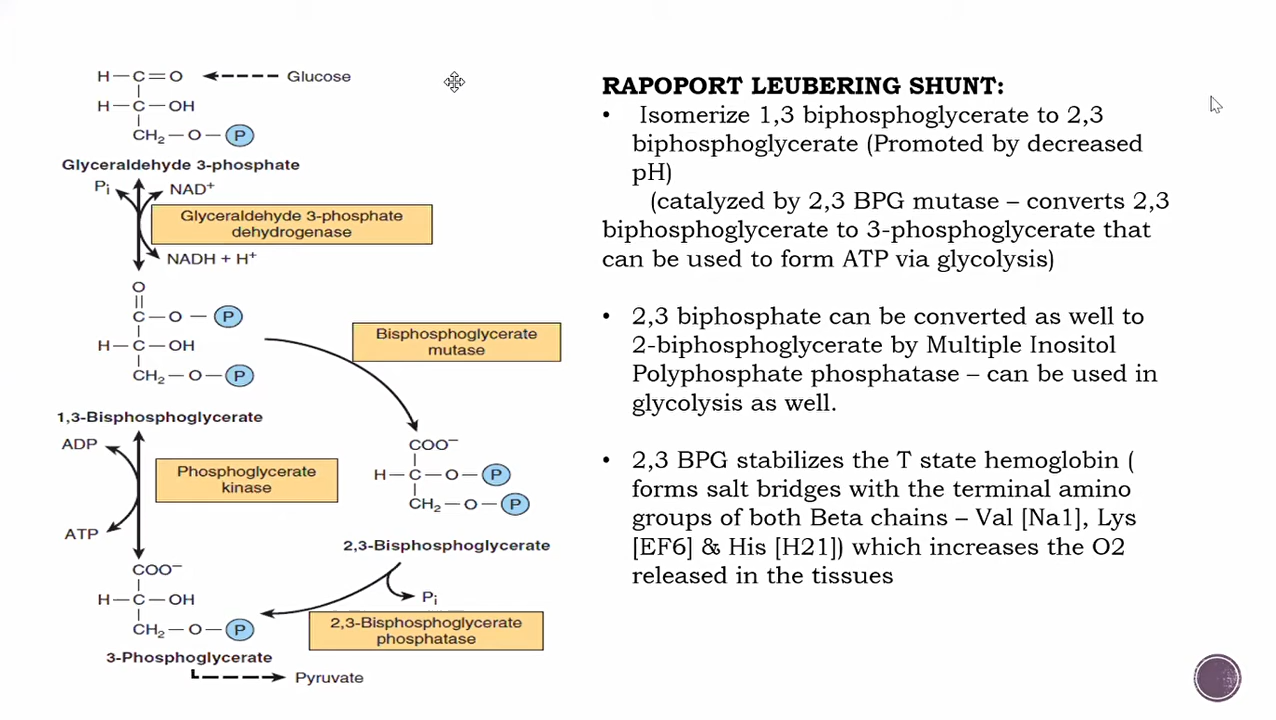 H—C=O
Glucose
H—C—OH
CH₂—O—P
Glyceraldehyde 3-phosphate
Pi
NAD⁺
Glyceraldehyde 3-phosphate
dehydrogenase
NADH + H⁺
O
C—O—P
H—C—OH
CH₂—O—P
1,3-Bisphosphoglycerate
Bisphosphoglycerate
mutase
ADP
Phosphoglycerate
kinase
ATP
COO⁻
H—C—O—P
CH₂—O—P
2,3-Bisphosphoglycerate
Pi
2,3-Bisphosphoglycerate
phosphatase
COO⁻
H—C—OH
CH₂—O—P
3-Phosphoglycerate
Pyruvate
RAPOPORT LEUBERING SHUNT:
• Isomerize 1,3 biphosphoglycerate to 2,3
biphosphoglycerate (Promoted by decreased
pH)
(catalyzed by 2,3 BPG mutase – converts 2,3
biphosphoglycerate to 3-phosphoglycerate that
can be used to form ATP via glycolysis)
• 2,3 biphosphate can be converted as well to
2-biphosphoglycerate by Multiple Inositol
Polyphosphate phosphatase – can be used in
glycolysis as well.
• 2,3 BPG stabilizes the T state hemoglobin (
forms salt bridges with the terminal amino
groups of both Beta chains – Val [Na1], Lys
[EF6] & His [H21]) which increases the O2
released in the tissues